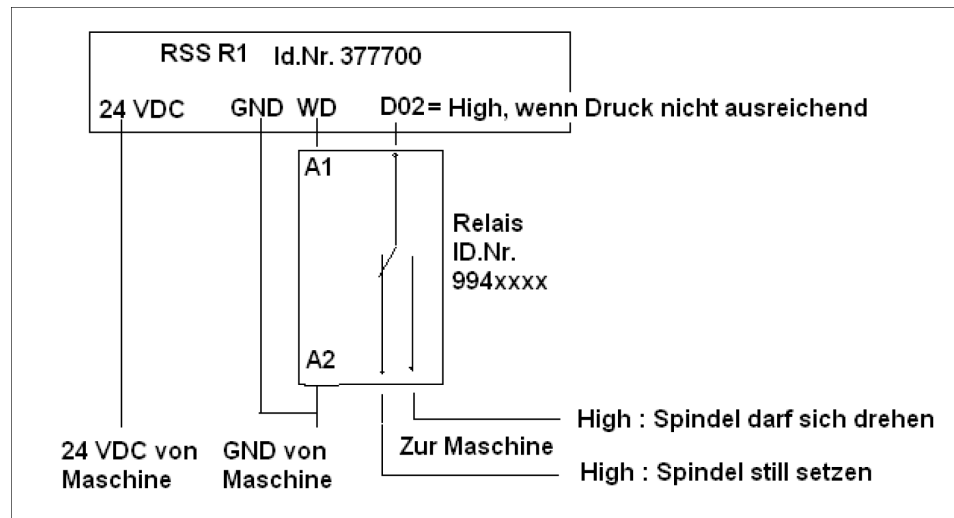 RSS R1 Id.Nr. 377700
24 VDC GND WD D02 = High, wenn Druck nicht ausreichend
A1
Relais
ID.Nr.
994xxxx
A2
High : Spindel darf sich drehen
24 VDC von
Maschine
GND von
Maschine
Zur Maschine
High : Spindel still setzen